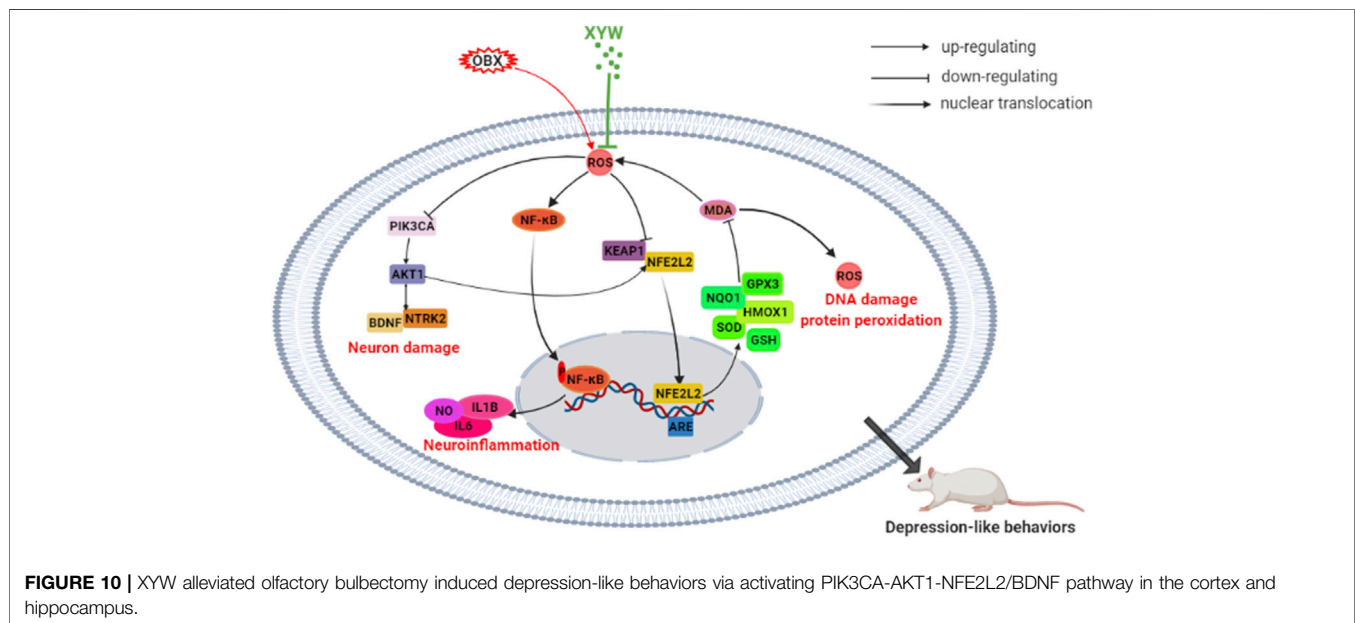 XYW
OBX
up-regulating
down-regulating
nuclear translocation
ROS
PIK3CA
NF-κB
MDA
KEAP1
NFE2L2
AKT1
ROS
GPX3
NQO1
HMOX1
SOD
GSH
DNA damage
protein peroxidation
BDNF
NTRK2
Neuron damage
P
NF-κB
NFE2L2
ARE
NO
IL1B
IL6
Neuroinflammation
Depression-like behaviors
FIGURE 10 | XYW alleviated olfactory bulbectomy induced depression-like behaviors via activating PIK3CA-AKT1-NFE2L2/BDNF pathway in the cortex and
hippocampus.